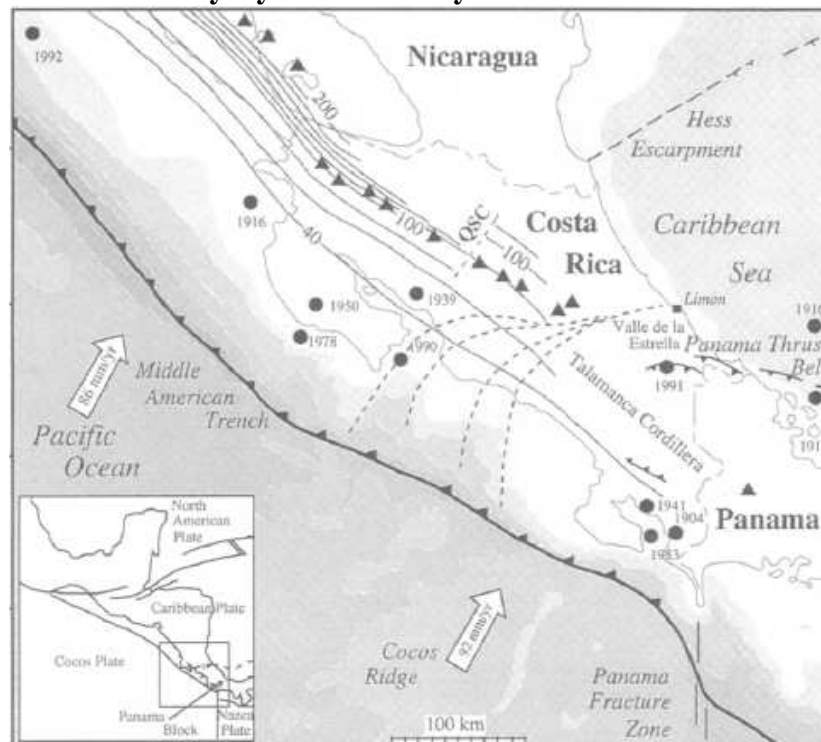 1992
Nicaragua
200
Hess
Escarpment
1916
40
100
QSC
100
Costa
Rica
Caribbean
Sea
1950
1939
1978
1990
Limon
Valle de la
Estrella
Panama Thrus
Bel
1916
1991
191
86 mm/yr
Middle
American
Trench
Pacific
Ocean
Talamanca Cordillera
1941
1904
1983
Panama
North
American
Plate
Caribbean Plate
Cocos Plate
Panama
Block
Nazca
Plate
Cocos
Ridge
92 mm/yr
Panama
Fracture
Zone
100 km